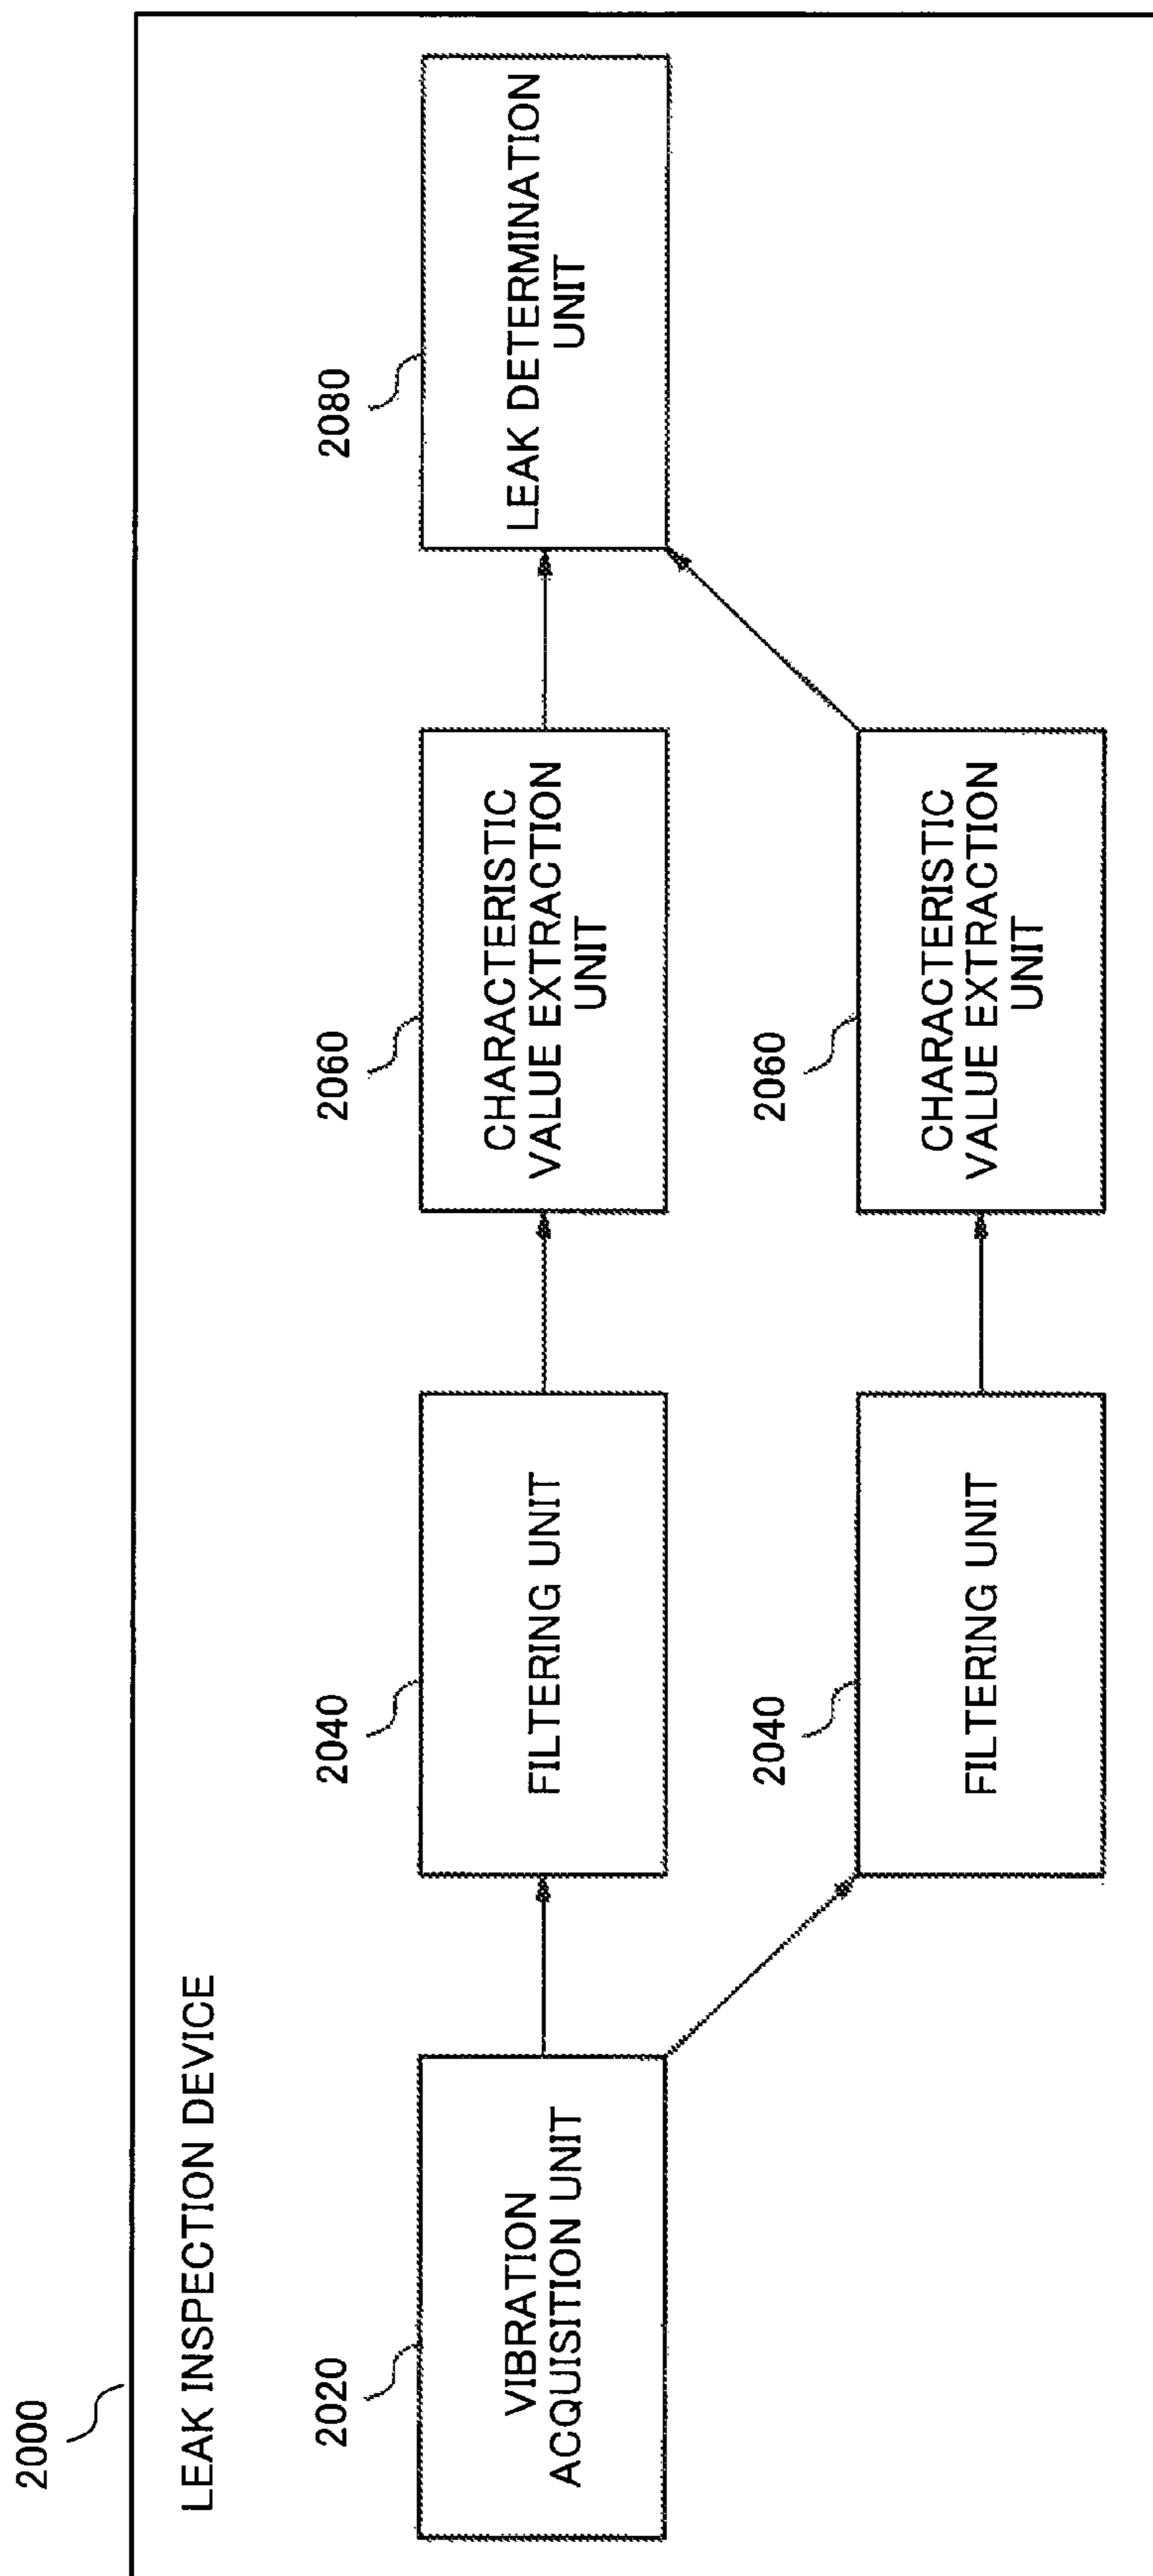 2000
LEAK INSPECTION DEVICE
2020
VIBRATION
ACQUISITION UNIT
2040
FILTERING UNIT
2060
CHARACTERISTIC
VALUE EXTRACTION
UNIT
2080
LEAK DETERMINATION
UNIT
2040
FILTERING UNIT
2060
CHARACTERISTIC
VALUE EXTRACTION
UNIT